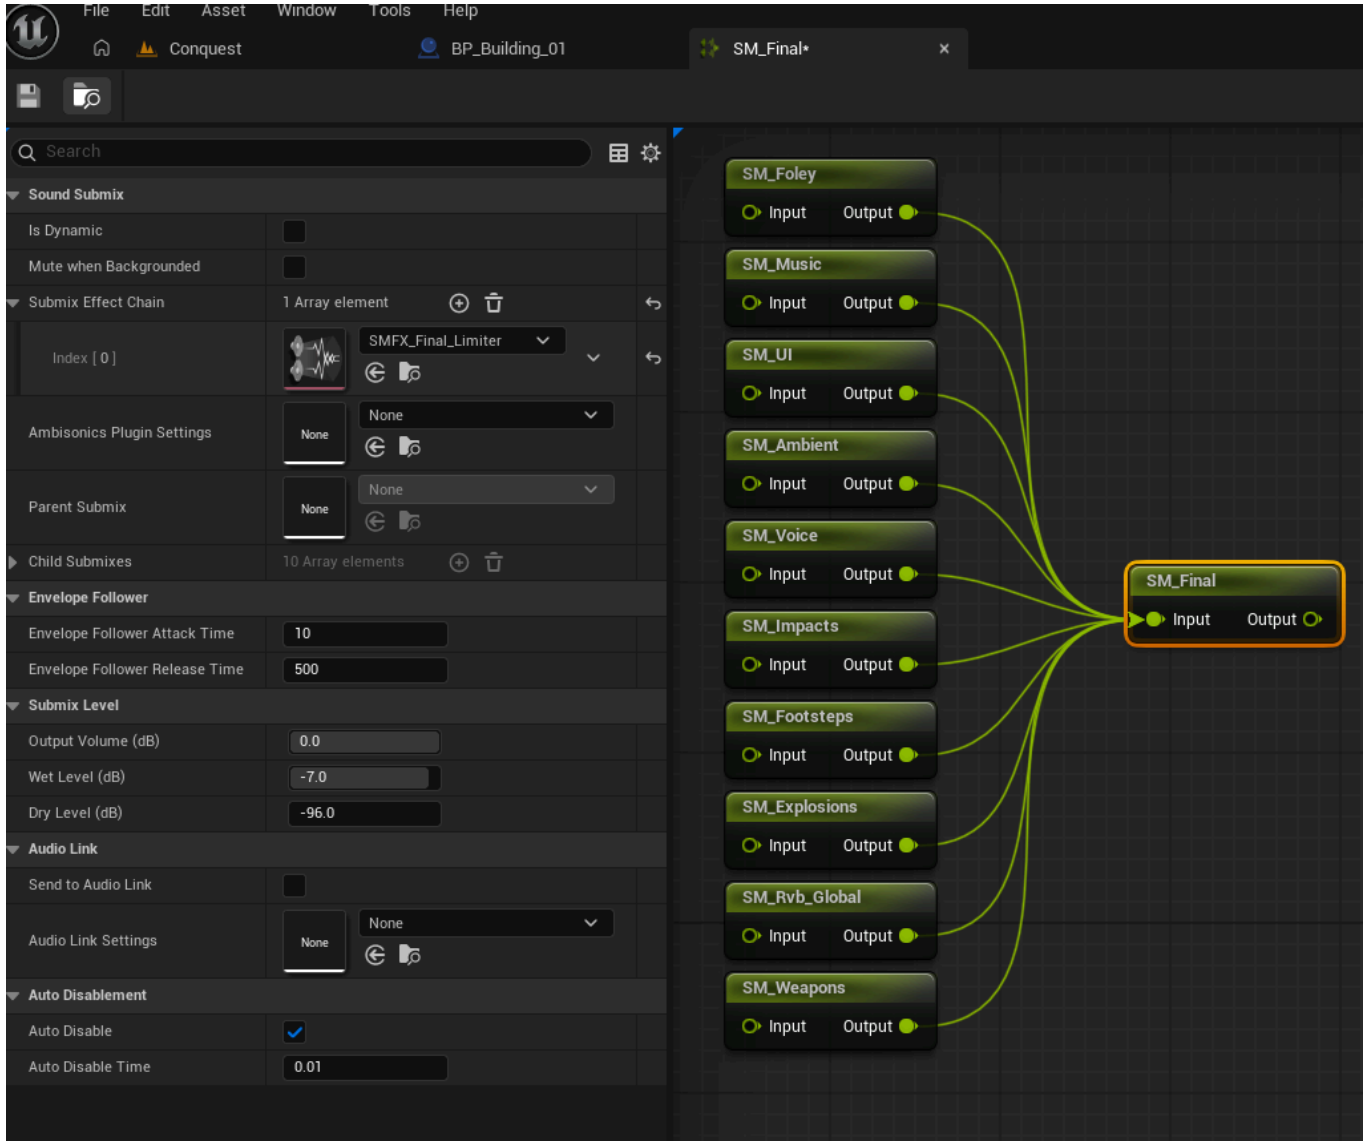 File Edit Asset Window Tools Help
Conquest
BP_Building_01
SM_Final*
Search
Sound Submix
Is Dynamic
Mute when Backgrounded
Submix Effect Chain
1 Array element
Index [ 0 ]
SMFX_Final_Limiter
Ambisonics Plugin Settings
None
None
Parent Submix
None
None
Child Submixes
10 Array elements
Envelope Follower
Envelope Follower Attack Time
10
Envelope Follower Release Time
500
Submix Level
Output Volume (dB)
0.0
Wet Level (dB)
-7.0
Dry Level (dB)
-96.0
Audio Link
Send to Audio Link
Audio Link Settings
None
None
Auto Disablement
Auto Disable
Auto Disable Time
0.01
SM_Foley
Input Output
SM_Music
Input Output
SM_UI
Input Output
SM_Ambient
Input Output
SM_Voice
Input Output
SM_Impacts
Input Output
SM_Footsteps
Input Output
SM_Explosions
Input Output
SM_Rvb_Global
Input Output
SM_Weapons
Input Output
SM_Final
Input Output